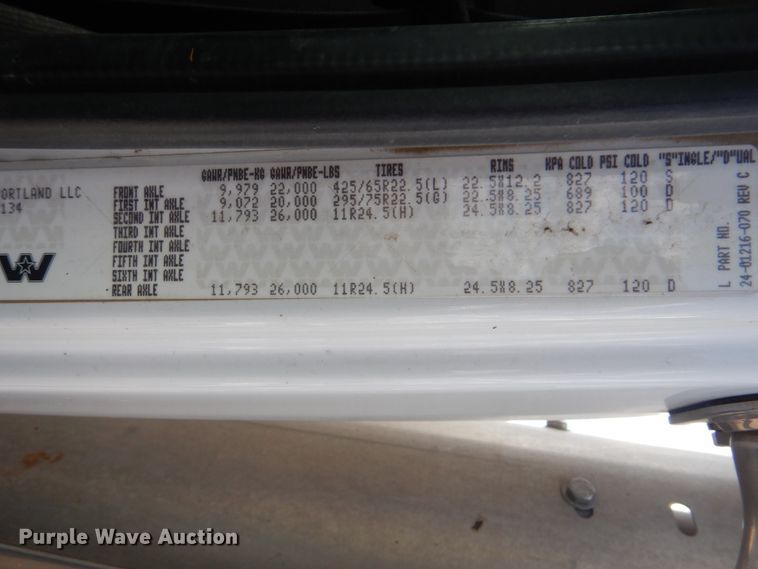 GAWR/PNBE-KG GAWR/PNBE-LBS TIRES RIMS KPA COLD PSI COLD "S"INGLE/"D"UAL
ORTLAND LLC
134
FRONT AXLE 9,979 22,000 425/65R22.5(L) 22.5X12.2 827 120 S
FIRST INT AXLE 9,072 20,000 295/75R22.5(G) 22.5X8.25 689 100 D
SECOND INT AXLE 11,793 26,000 11R24.5(H) 24.5X8.25 827 120 D
THIRD INT AXLE
FOURTH INT AXLE
FIFTH INT AXLE
SIXTH INT AXLE
REAR AXLE 11,793 26,000 11R24.5(H) 24.5X8.25 827 120 D
L PART NO.
24-01216-070 REV C
W
Purple Wave Auction®